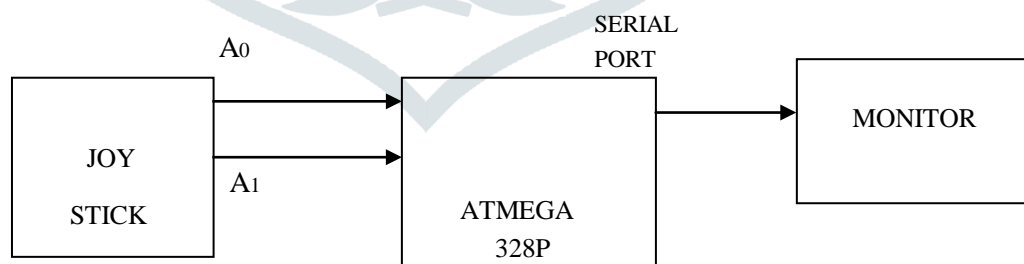 SERIAL
PORT
A0
JOY
STICK
A1
ATMEGA
328P
MONITOR